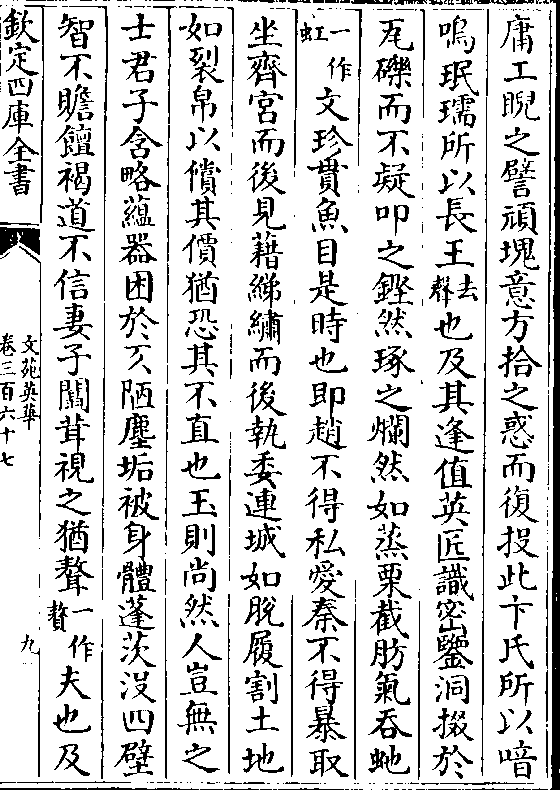 庸工睨之譬頑塊意方拾之惑而復投此卞氏所以喑
嗚珉瓀所以長王去聲也及其逢值英匠識密鑒洞掇於
瓦礫而不疑叩之鏗然琢之爛然如蒸栗截肪氣吞虵
一作虹文珍貫魚目是時也即趙不得私愛秦不得暴取
坐齊宮而後見藉綈繡而後執委連城如脫履割土地
如裂帛以償其價猶恐其不直也玉則尚然人豈無之
士君子含略蘊器困於仄陋塵垢被身體蓬茨沒四壁
智不贍饘褐道不信妻子闒茸視之猶聱一作贅夫也及
欽定四庫全書
文苑英華
卷三百六十七
九